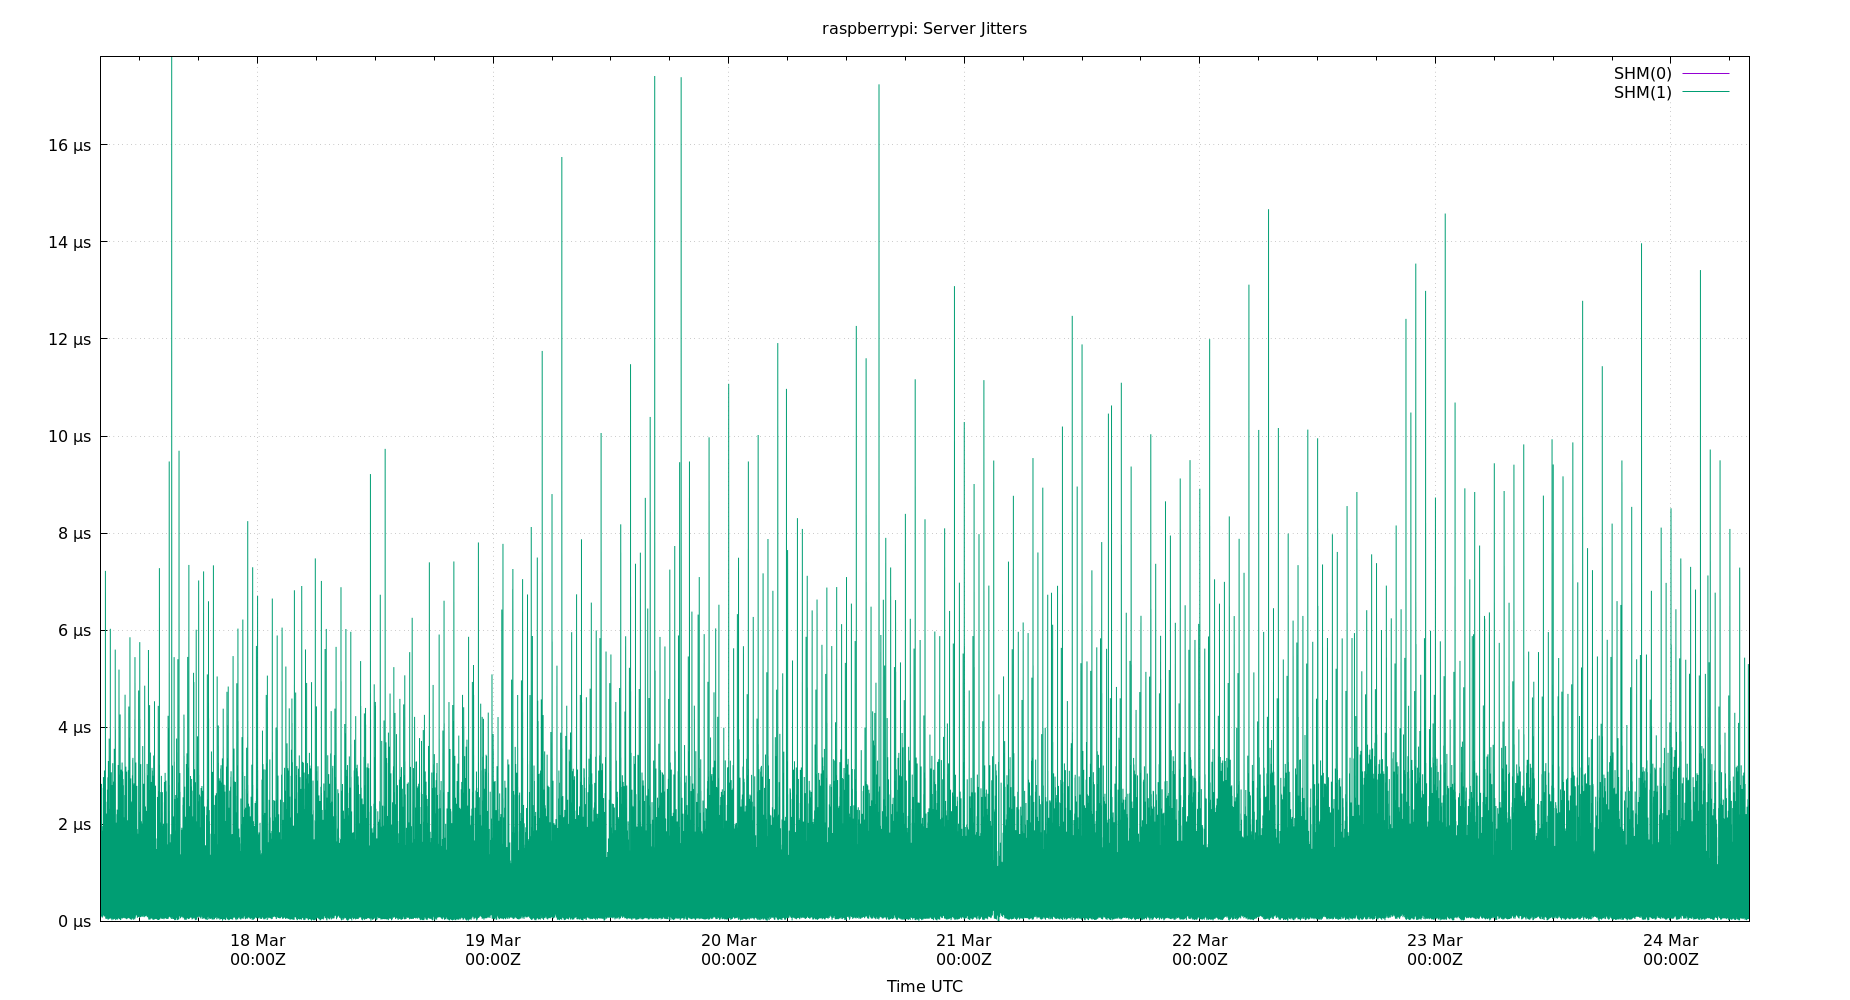 raspberrypi: Server Jitters
SHM(0)
SHM(1)
16 µs
14 µs
12 µs
10 µs
8 µs
6 µs
4 µs
2 µs
0 µs
18 Mar 19 Mar 20 Mar 21 Mar 22 Mar 23 Mar 24 Mar
00:00Z 00:00Z 00:00Z 00:00Z 00:00Z 00:00Z 00:00Z
Time UTC